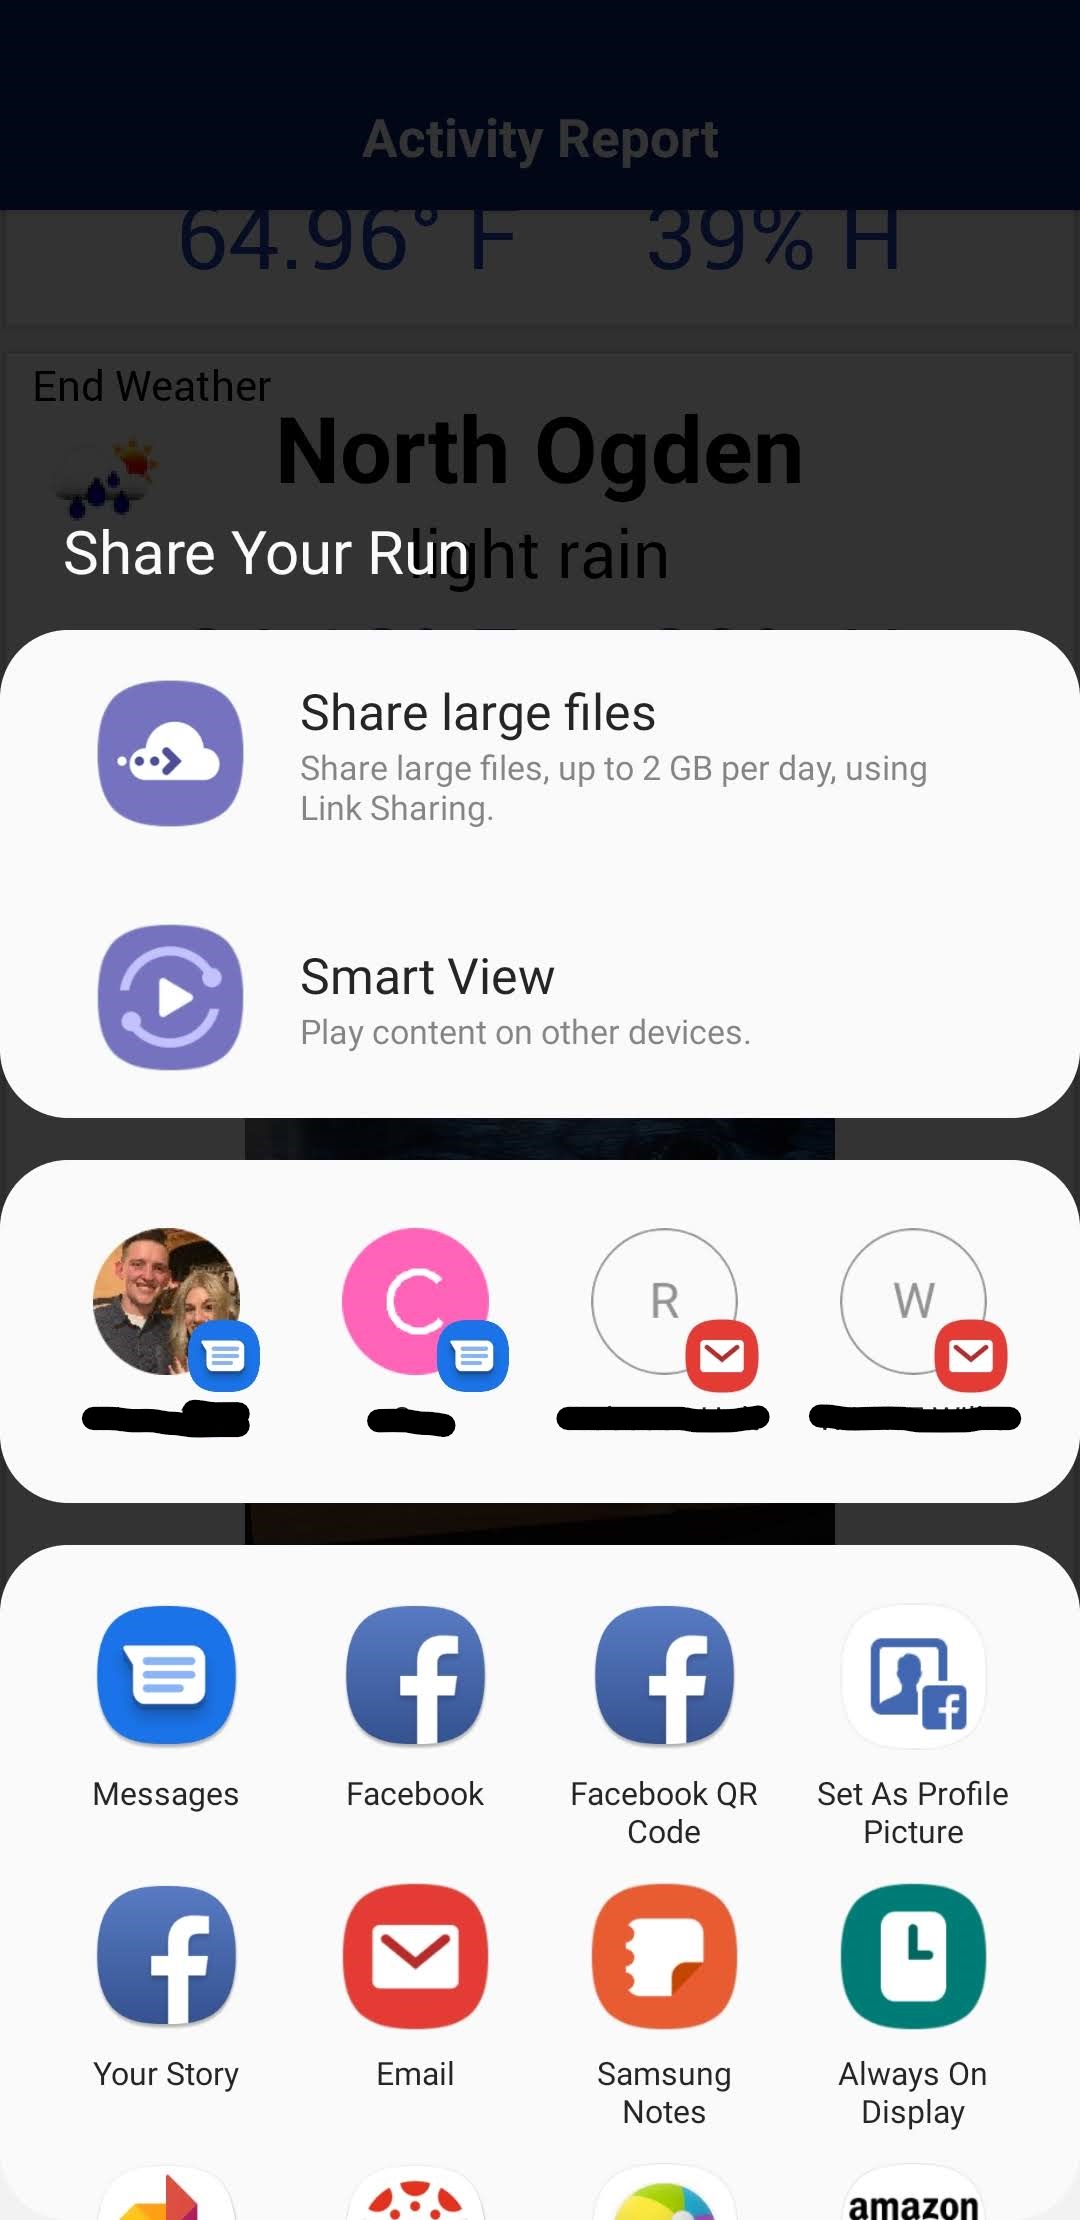 Activity Report
64.96° F 39% H
End Weather
North Ogden
light rain
Share Your Run
Share large files
Share large files, up to 2 GB per day, using
Link Sharing.
Smart View
Play content on other devices.
C R W
Messages Facebook Facebook QR Set As Profile
Code Picture
Your Story Email Samsung Always On
Notes Display
amazon